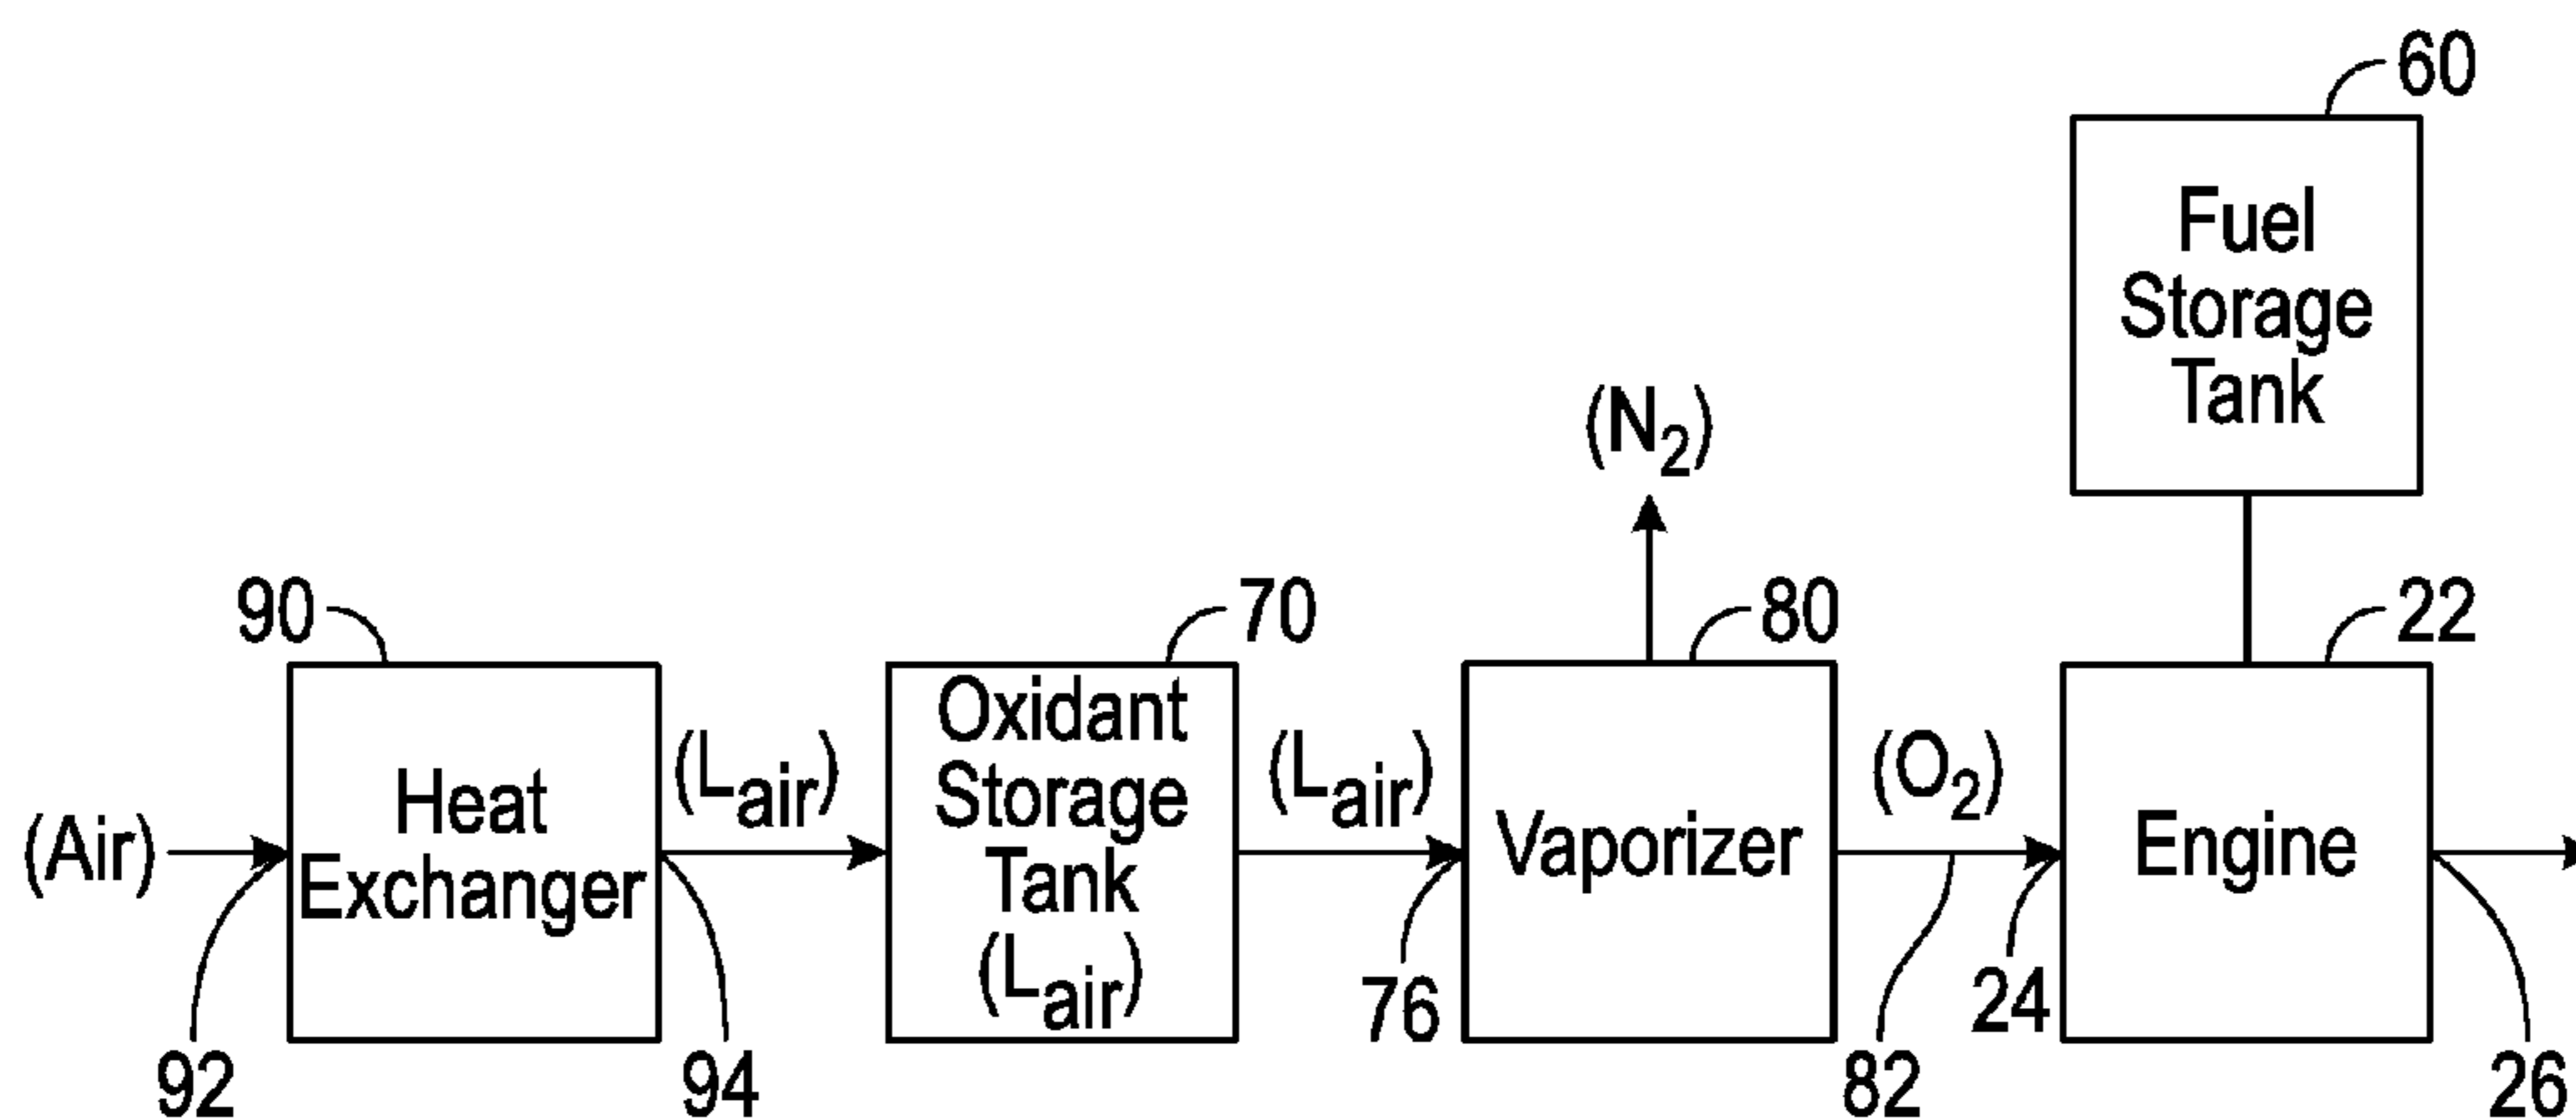 60
Fuel
Storage
Tank
(N₂)
90
70
80
22
(Air)
Heat
Exchanger
(Lair)
Oxidant
Storage
Tank
(Lair)
(Lair)
Vaporizer
(O₂)
Engine
92
94
76
82
24
26